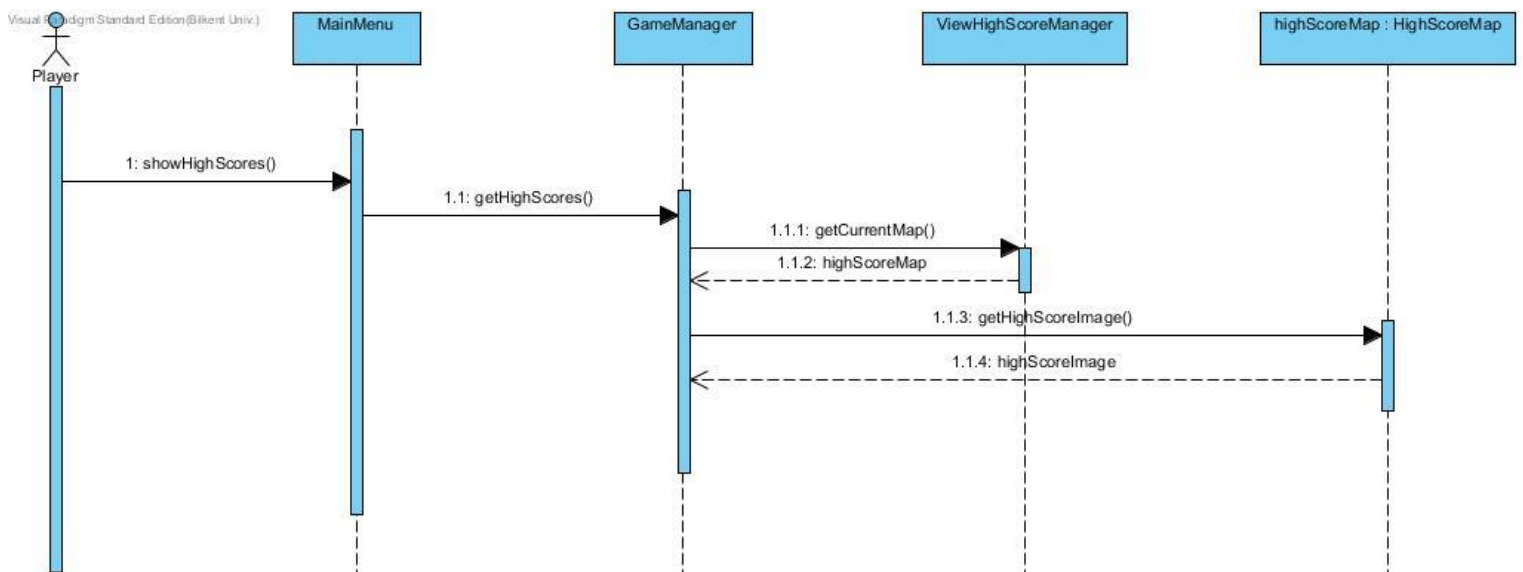 Visual Paradigm Standard Edition(Bilkent Univ.)
Player
MainMenu
GameManager
ViewHighScoreManager
highScoreMap : HighScoreMap
1: showHighScores()
1.1: getHighScores()
1.1.1: getCurrentMap()
1.1.2: highScoreMap
1.1.3: getHighScoreImage()
1.1.4: highScoreImage